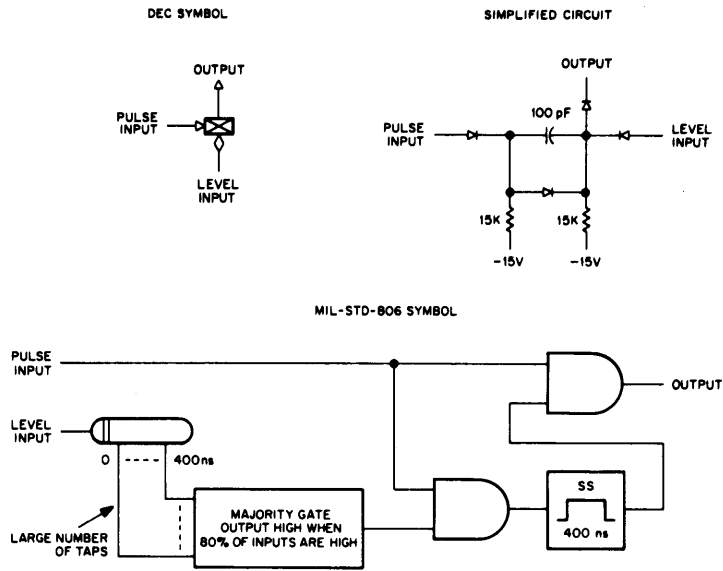 DEC SYMBOL
OUTPUT
PULSE
INPUT
LEVEL
INPUT
SIMPLIFIED CIRCUIT
OUTPUT
100 pF
PULSE
INPUT
LEVEL
INPUT
15K
15K
-15V
-15V
MIL-STD-806 SYMBOL
PULSE
INPUT
OUTPUT
LEVEL
INPUT
0 ---- 400ns
LARGE NUMBER
OF TAPS
MAJORITY GATE
OUTPUT HIGH WHEN
80% OF INPUTS ARE HIGH
SS
400 ns